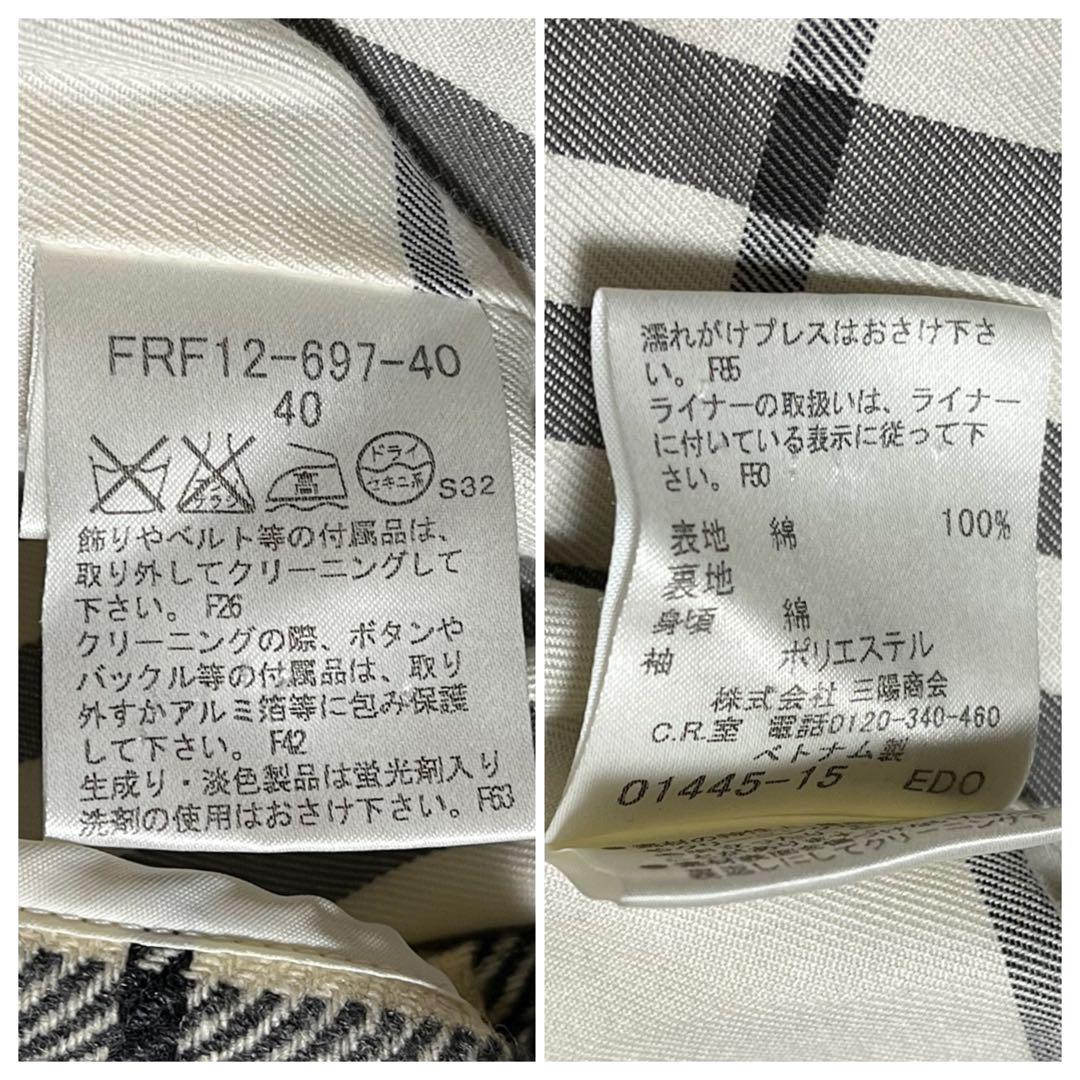 FRF12-697-40
40
エンソ
サラシ
高
ドライ
セキユ系
S32
飾りやベルト等の付属品は、
取り外してクリーニングして
下さい。F26
クリーニングの際、ボタンや
バックル等の付属品は、取り
外すかアルミ箔等に包み保護
して下さい。F42
生成り・淡色製品は蛍光剤入り
洗剤の使用はおさけ下さい。F63
濡れがけプレスはおさけ下さ
い。F85
ライナーの取扱いは、ライナー
に付いている表示に従って下
さい。F50
表地 綿 100%
裏地
身頃 綿
袖 ポリエステル
株式会社 三陽商会
C.R.室 電話0120-340-460
ベトナム製
01445-15 EDO